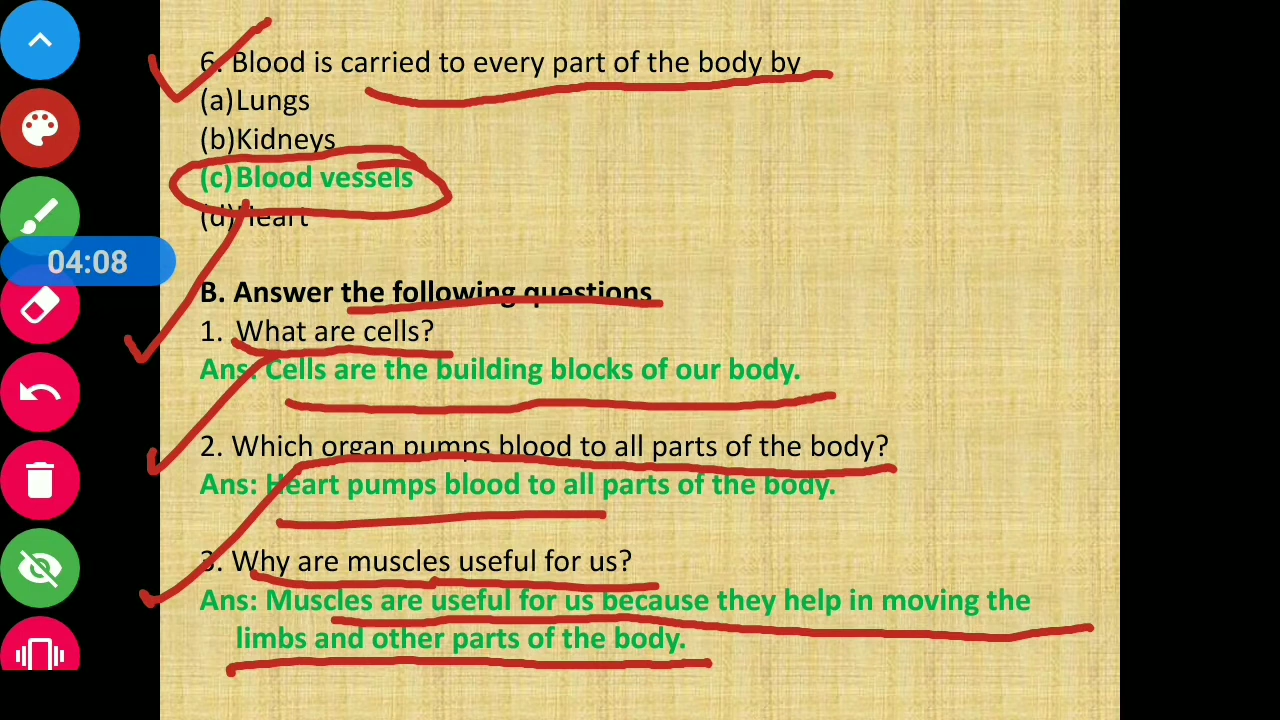 6. Blood is carried to every part of the body by
(a)Lungs
(b)Kidneys
(c)Blood vessels
(d)Heart
04:08
B. Answer the following questions
1. What are cells?
Ans: Cells are the building blocks of our body.
2. Which organ pumps blood to all parts of the body?
Ans: Heart pumps blood to all parts of the body.
3. Why are muscles useful for us?
Ans: Muscles are useful for us because they help in moving the
limbs and other parts of the body.